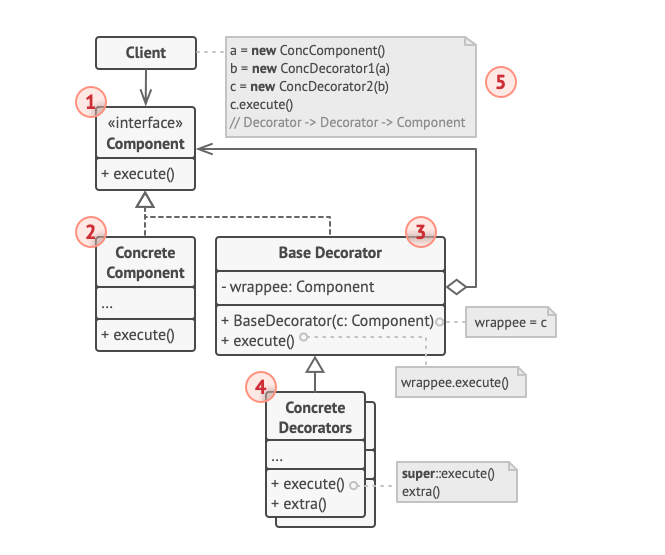 Client
a = new ConcComponent()
b = new ConcDecorator1(a)
c = new ConcDecorator2(b)
c.execute()
// Decorator -> Decorator -> Component
5
1
«interface»
Component
+ execute()
2
Concrete
Component
...
+ execute()
3
Base Decorator
- wrappee: Component
+ BaseDecorator(c: Component)
+ execute()
wrappee = c
wrappee.execute()
4
Concrete
Decorators
...
+ execute()
+ extra()
super::execute()
extra()